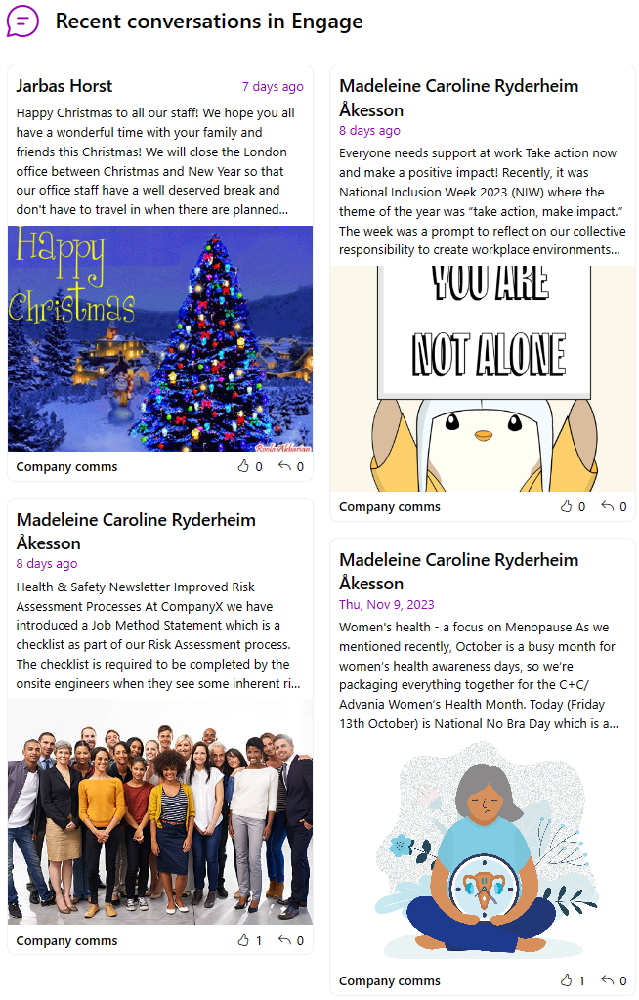 Recent conversations in Engage
Jarbas Horst
7 days ago
Happy Christmas to all our staff! We hope you all
have a wonderful time with your family and
friends this Christmas! We will close the London
office between Christmas and New Year so that
our office staff have a well deserved break and
don't have to travel in when there are planned...
Happy
Christmas
Company comms
0
0
Madeleine Caroline Ryderheim
Åkesson
8 days ago
Health & Safety Newsletter Improved Risk
Assessment Processes At CompanyX we have
introduced a Job Method Statement which is a
checklist as part of our Risk Assessment process.
The checklist is required to be completed by the
onsite engineers when they see some inherent ri...
Company comms
1
0
Madeleine Caroline Ryderheim
Åkesson
8 days ago
Everyone needs support at work Take action now
and make a positive impact! Recently, it was
National Inclusion Week 2023 (NIW) where the
theme of the year was “take action, make impact.”
The week was a prompt to reflect on our collective
responsibility to create workplace environments...
YOU ARE
NOT ALONE
Company comms
0
0
Madeleine Caroline Ryderheim
Åkesson
Thu, Nov 9, 2023
Women's health - a focus on Menopause As we
mentioned recently, October is a busy month for
women’s health awareness days, so we’re
packaging everything together for the C+C/
Advania Women’s Health Month. Today (Friday
13th October) is National No Bra Day which is a...
Company comms
1
0